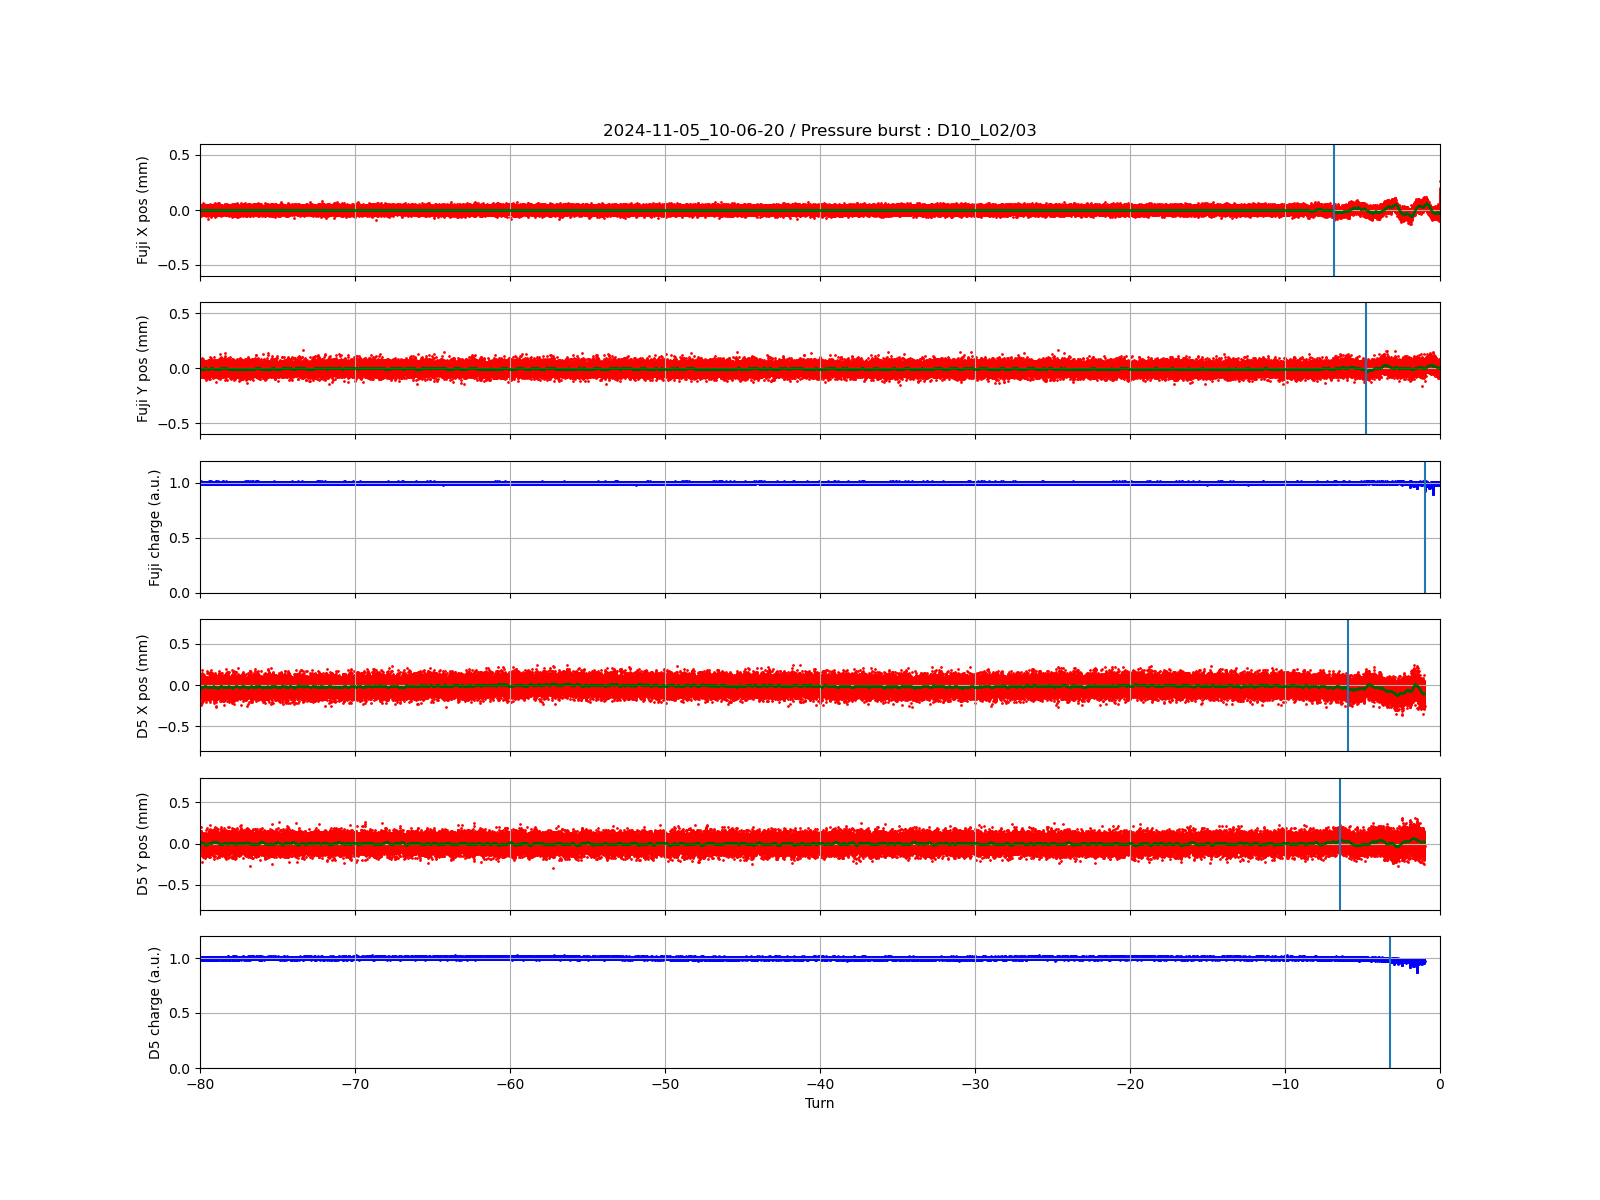 2024-11-05_10-06-20 / Pressure burst : D10_L02/03
Fuji X pos (mm)
0.5
0.0
−0.5
Fuji Y pos (mm)
0.5
0.0
−0.5
Fuji charge (a.u.)
1.0
0.5
0.0
D5 X pos (mm)
0.5
0.0
−0.5
D5 Y pos (mm)
0.5
0.0
−0.5
D5 charge (a.u.)
1.0
0.5
0.0
−80 −70 −60 −50 −40 −30 −20 −10 0
Turn